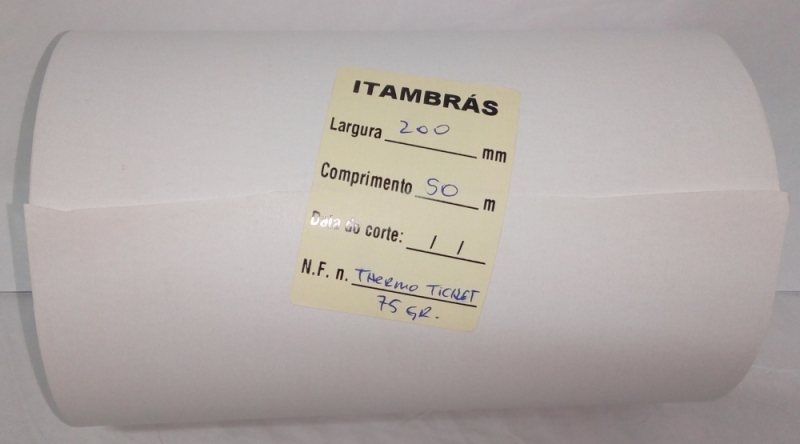 ITAMBRÁS
Largura 200 mm
Comprimento 50 m
Data do corte: / /
N.F. n. THERMO TICKET
75 GR.